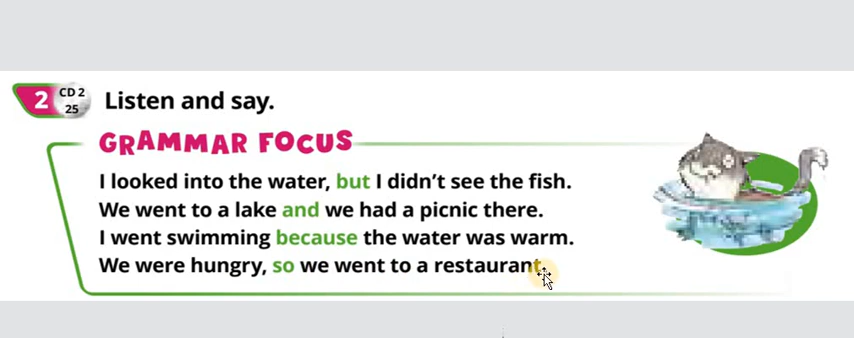 2 CD 2 25 Listen and say.
GRAMMAR FOCUS
I looked into the water, but I didn't see the fish.
We went to a lake and we had a picnic there.
I went swimming because the water was warm.
We were hungry, so we went to a restaurant.